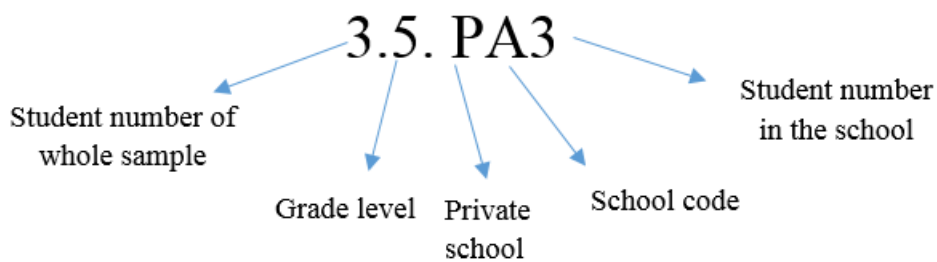 3.5. PA3
Student number of
whole sample
Grade level
Private
school
School code
Student number
in the school